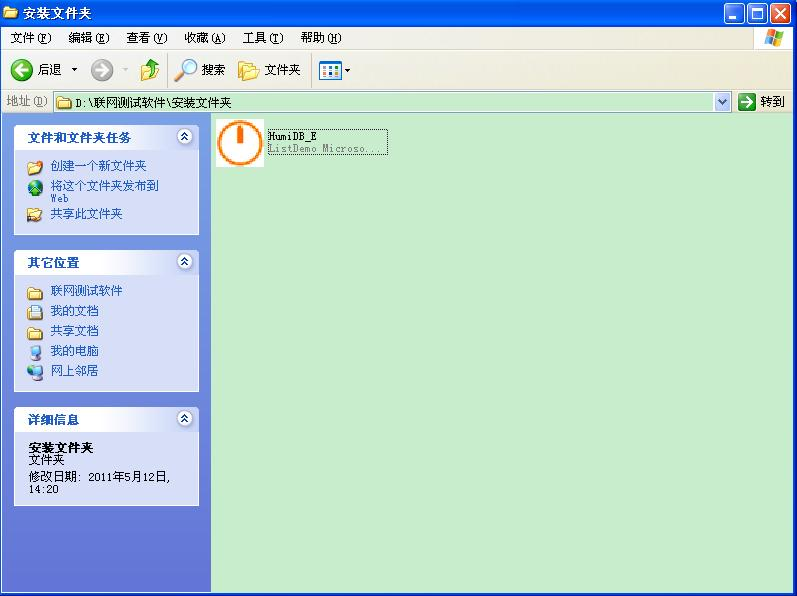 安装文件夹
文件(F) 编辑(E) 查看(V) 收藏(A) 工具(T) 帮助(H)
后退 搜索 文件夹
地址(D) D:\联网测试软件\安装文件夹 转到
文件和文件夹任务
创建一个新文件夹
将这个文件夹发布到
Web
共享此文件夹
其它位置
联网测试软件
我的文档
共享文档
我的电脑
网上邻居
详细信息
安装文件夹
文件夹
修改日期: 2011年5月12日,
14:20
HumiDB_E
ListDemo Microso...